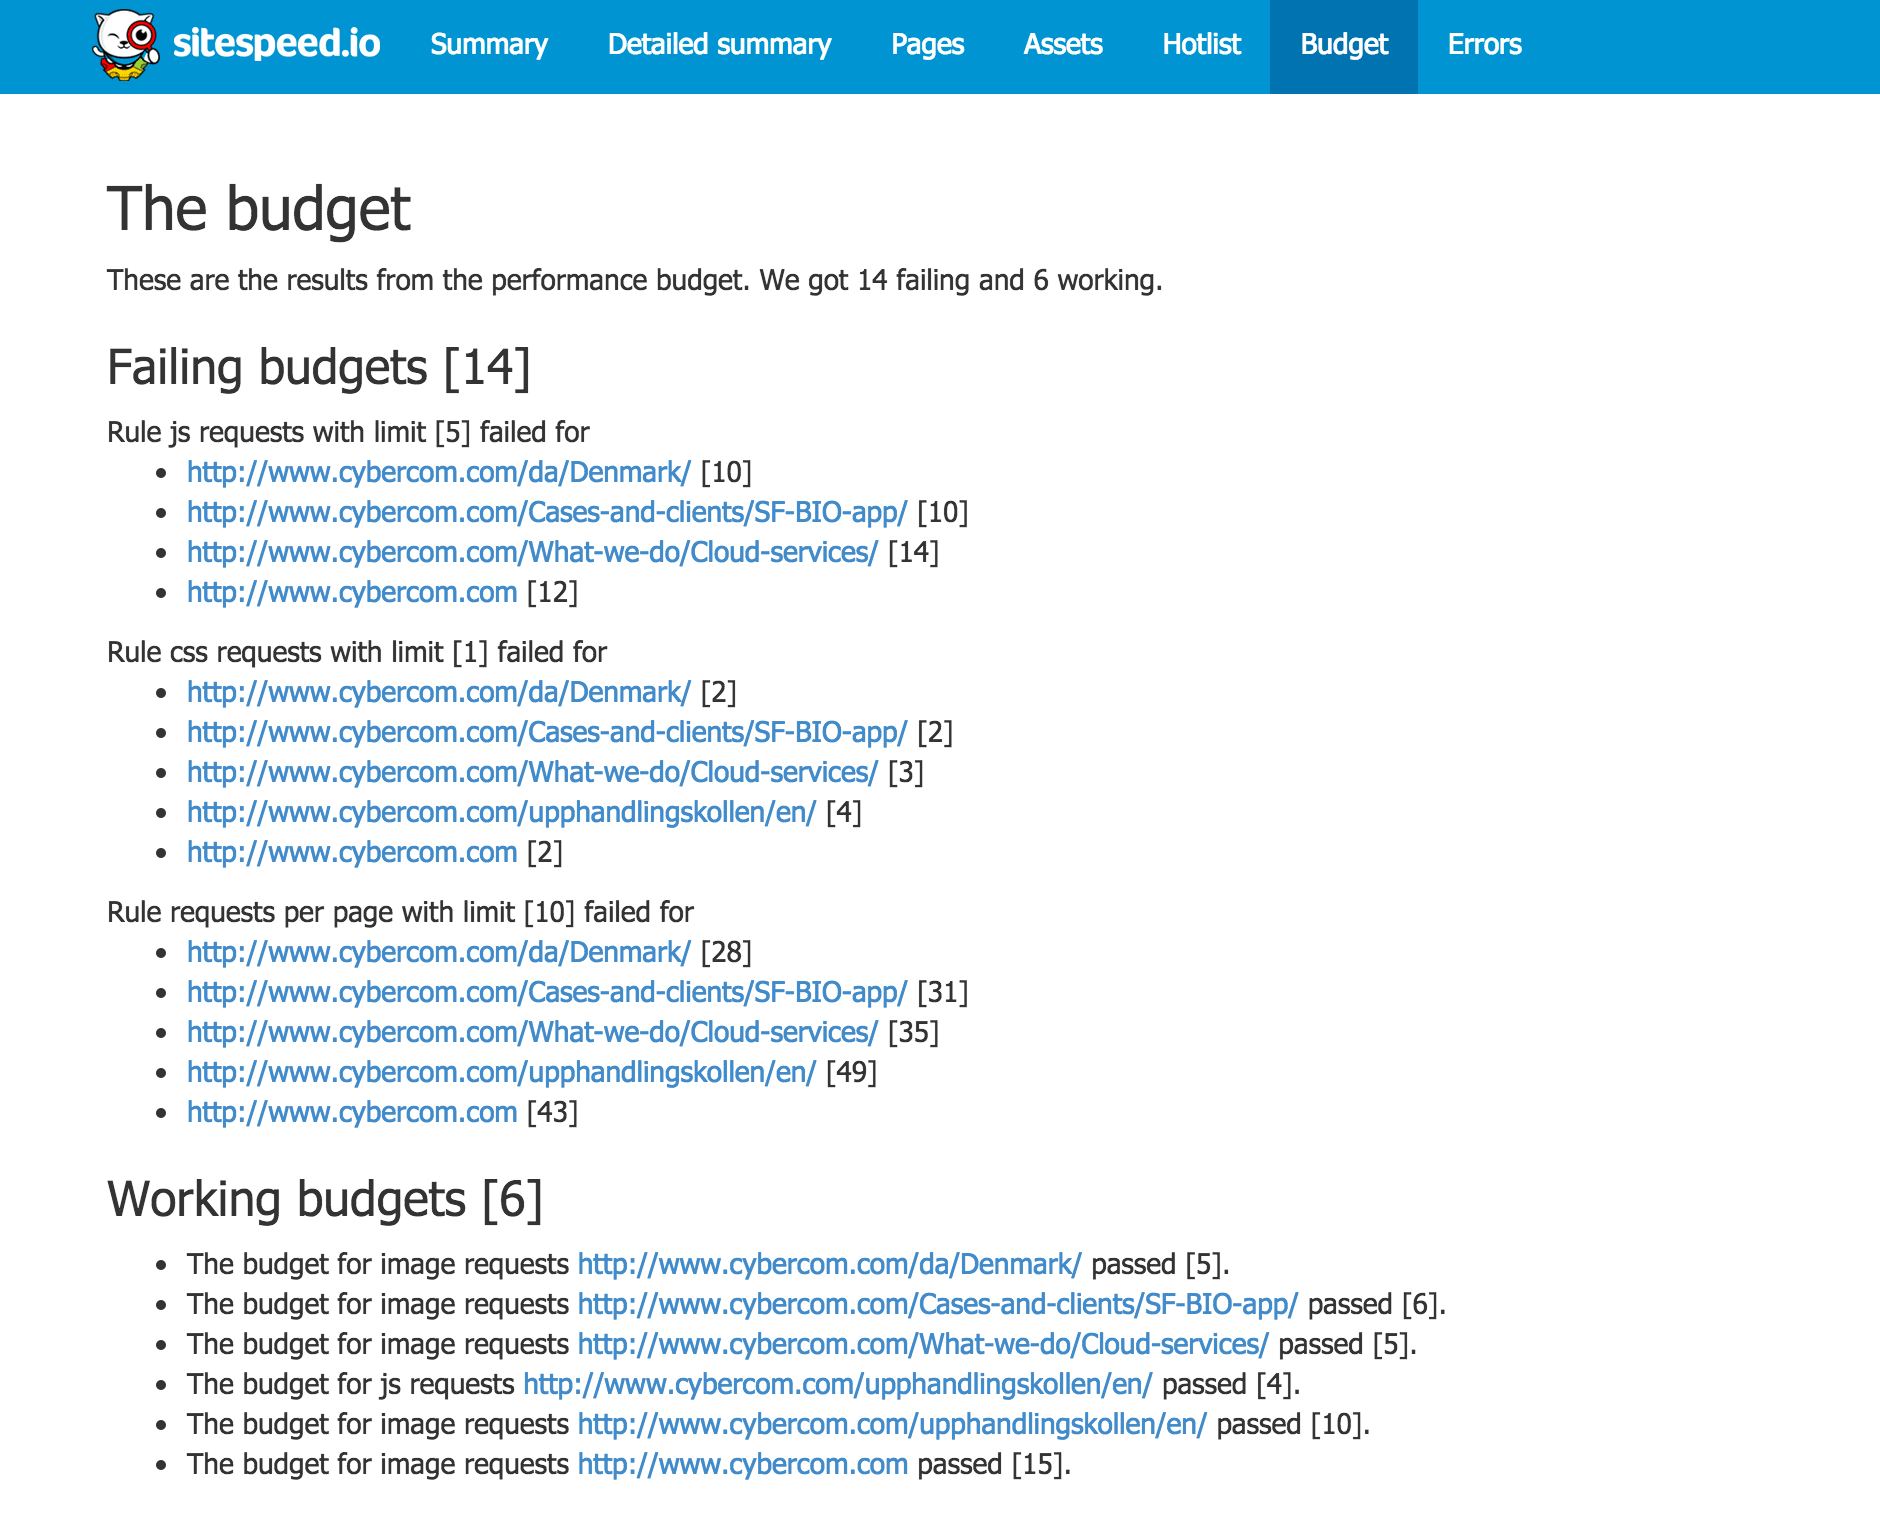 sitespeed.io Summary Detailed summary Pages Assets Hotlist Budget Errors
The budget
These are the results from the performance budget. We got 14 failing and 6 working.
Failing budgets [14]
Rule js requests with limit [5] failed for
• http://www.cybercom.com/da/Denmark/ [10]
• http://www.cybercom.com/Cases-and-clients/SF-BIO-app/ [10]
• http://www.cybercom.com/What-we-do/Cloud-services/ [14]
• http://www.cybercom.com [12]
Rule css requests with limit [1] failed for
• http://www.cybercom.com/da/Denmark/ [2]
• http://www.cybercom.com/Cases-and-clients/SF-BIO-app/ [2]
• http://www.cybercom.com/What-we-do/Cloud-services/ [3]
• http://www.cybercom.com/upphandlingskollen/en/ [4]
• http://www.cybercom.com [2]
Rule requests per page with limit [10] failed for
• http://www.cybercom.com/da/Denmark/ [28]
• http://www.cybercom.com/Cases-and-clients/SF-BIO-app/ [31]
• http://www.cybercom.com/What-we-do/Cloud-services/ [35]
• http://www.cybercom.com/upphandlingskollen/en/ [49]
• http://www.cybercom.com [43]
Working budgets [6]
• The budget for image requests http://www.cybercom.com/da/Denmark/ passed [5].
• The budget for image requests http://www.cybercom.com/Cases-and-clients/SF-BIO-app/ passed [6].
• The budget for image requests http://www.cybercom.com/What-we-do/Cloud-services/ passed [5].
• The budget for js requests http://www.cybercom.com/upphandlingskollen/en/ passed [4].
• The budget for image requests http://www.cybercom.com/upphandlingskollen/en/ passed [10].
• The budget for image requests http://www.cybercom.com passed [15].